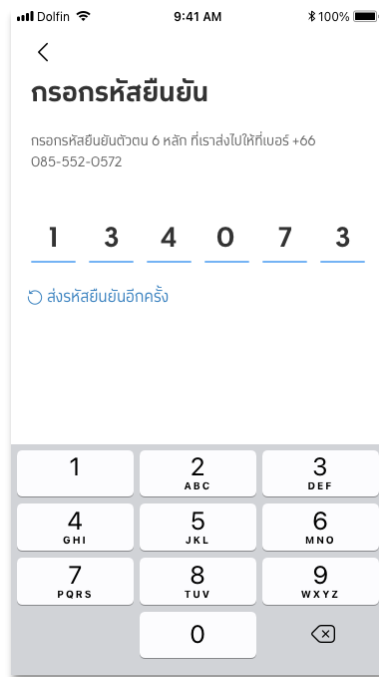 Dolfin 9:41 AM 100%
กรอกรหัสยืนยัน
กรอกรหัสยืนยันตัวตน 6 หลัก ที่เราส่งไปให้ที่เบอร์ +66
085-552-0572
1 3 4 0 7 3
ส่งรหัสยืนยันอีกครั้ง
1 2 3
ABC DEF
4 5 6
GHI JKL MNO
7 8 9
PQRS TUV WXYZ
0